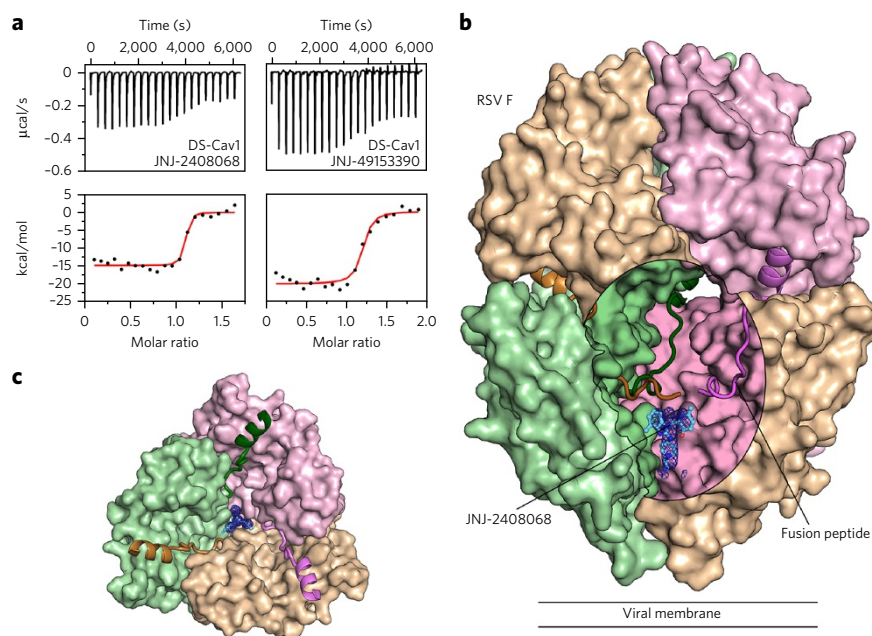 a
Time (s)
0 2,000 4,000 6,000
Time (s)
0 2,000 4,000 6,000
µcal/s
0
−0.2
−0.4
−0.6
DS-Cav1
JNJ-2408068
DS-Cav1
JNJ-49153390
kcal/mol
5
0
−5
−10
−15
−20
−25
0 0.5 1.0 1.5
Molar ratio
0 0.5 1.0 1.5 2.0
Molar ratio
b
RSV F
JNJ-2408068
Fusion peptide
Viral membrane
c